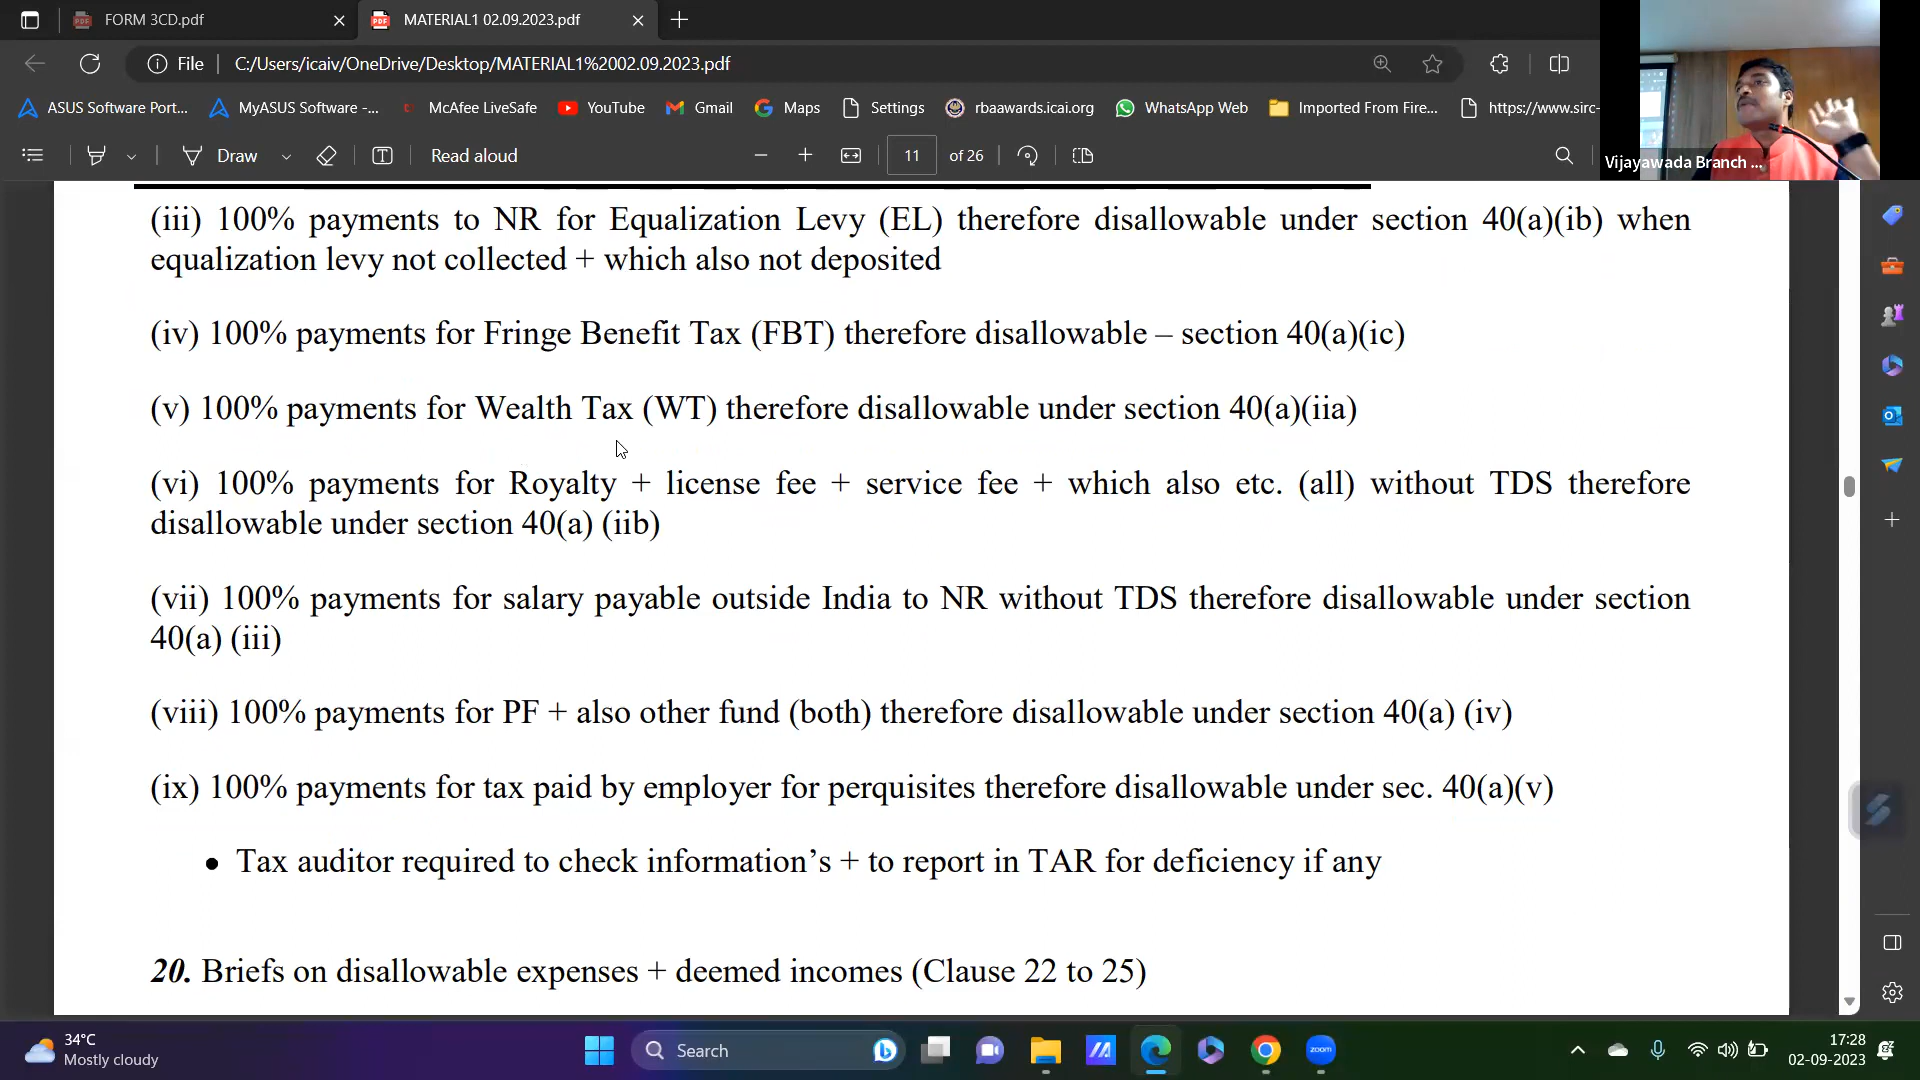 FORM 3CD.pdf
MATERIAL1 02.09.2023.pdf
File
C:/Users/icaiv/OneDrive/Desktop/MATERIAL1%2002.09.2023.pdf
ASUS Software Port...
MyASUS Software -...
McAfee LiveSafe
YouTube
Gmail
Maps
Settings
rbaawards.icai.org
WhatsApp Web
Imported From Fire...
https://www.sirc-
Draw
Read aloud
11 of 26
Vijayawada Branch ...
(iii) 100% payments to NR for Equalization Levy (EL) therefore disallowable under section 40(a)(ib) when
equalization levy not collected + which also not deposited
(iv) 100% payments for Fringe Benefit Tax (FBT) therefore disallowable – section 40(a)(ic)
(v) 100% payments for Wealth Tax (WT) therefore disallowable under section 40(a)(iia)
(vi) 100% payments for Royalty + license fee + service fee + which also etc. (all) without TDS therefore
disallowable under section 40(a) (iib)
(vii) 100% payments for salary payable outside India to NR without TDS therefore disallowable under section
40(a) (iii)
(viii) 100% payments for PF + also other fund (both) therefore disallowable under section 40(a) (iv)
(ix) 100% payments for tax paid by employer for perquisites therefore disallowable under sec. 40(a)(v)
• Tax auditor required to check information’s + to report in TAR for deficiency if any
20. Briefs on disallowable expenses + deemed incomes (Clause 22 to 25)
34°C
Mostly cloudy
Search
zoom
17:28
02-09-2023